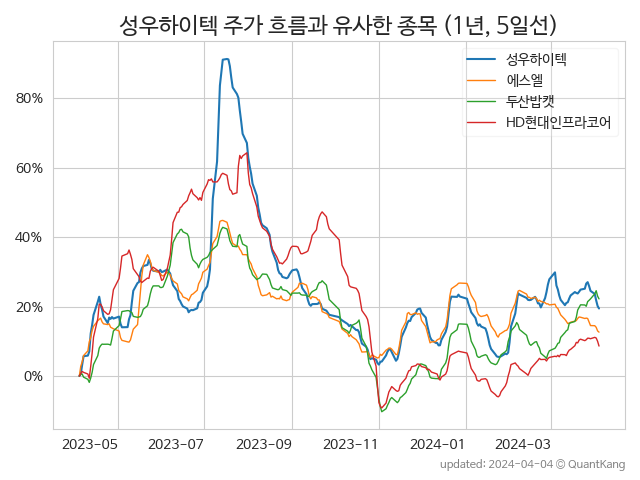 성우하이텍 주가 흐름과 유사한 종목 (1년, 5일선)
성우하이텍
에스엘
두산밥캣
HD현대인프라코어
80%
60%
40%
20%
0%
2023-05 2023-07 2023-09 2023-11 2024-01 2024-03
updated: 2024-04-04 © QuantKang